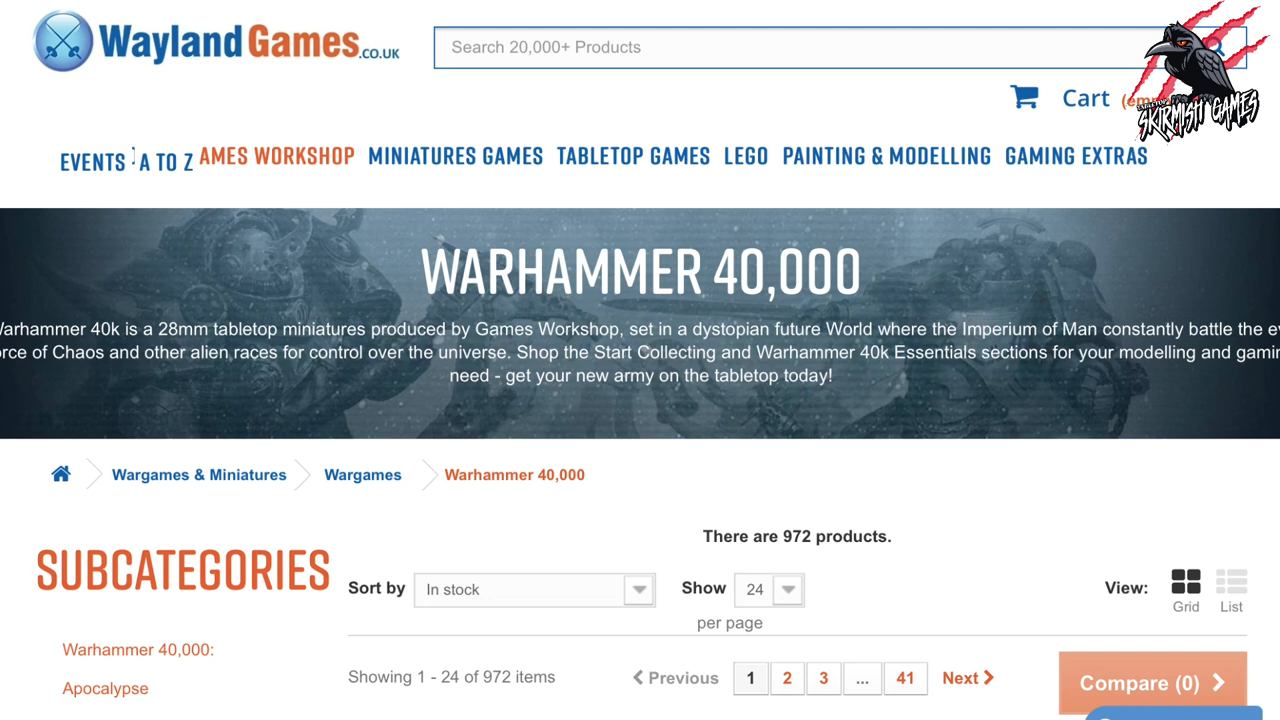 WaylandGames.co.uk
Search 20,000+ Products
Cart
SKIRMISH GAMES
EVENTS A TO Z AMES WORKSHOP MINIATURES GAMES TABLETOP GAMES LEGO PAINTING & MODELLING GAMING EXTRAS
WARHAMMER 40,000
Warhammer 40k is a 28mm tabletop miniatures produced by Games Workshop, set in a dystopian future World where the Imperium of Man constantly battle the ev
orce of Chaos and other alien races for control over the universe. Shop the Start Collecting and Warhammer 40k Essentials sections for your modelling and gamin
need - get your new army on the tabletop today!
Wargames & Miniatures Wargames Warhammer 40,000
There are 972 products.
SUBCATEGORIES
Sort by In stock Show 24 View:
Grid List
per page
Warhammer 40,000:
Apocalypse
Showing 1 - 24 of 972 items Previous 1 2 3 ... 41 Next
Compare (0)